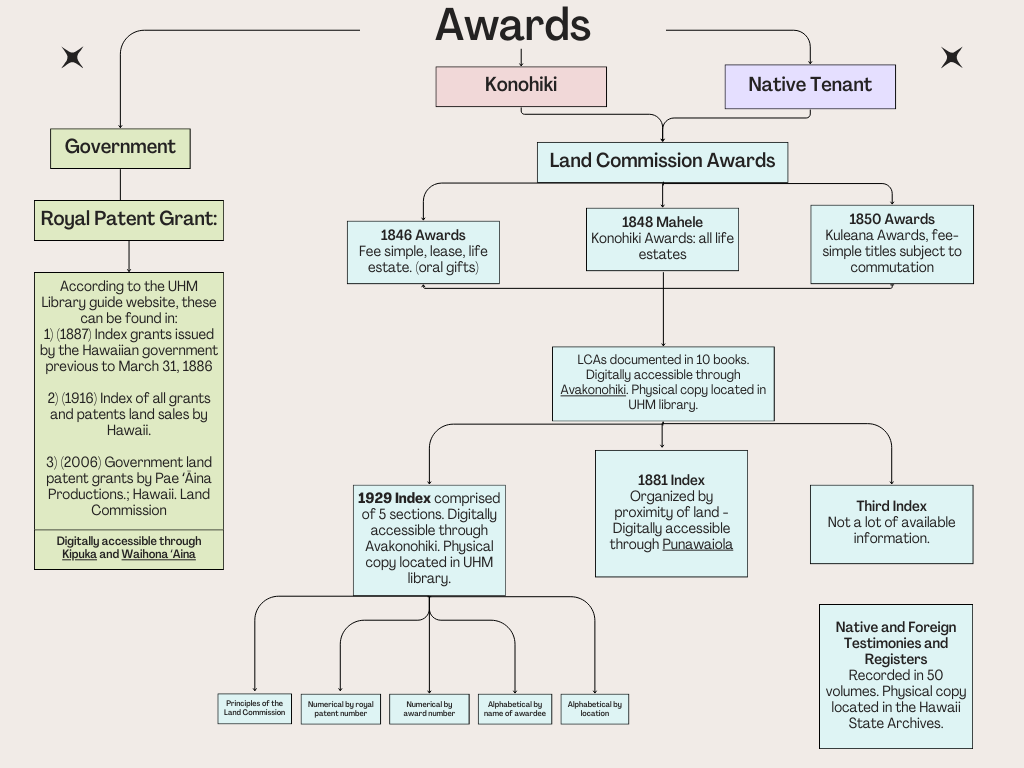 Awards
Konohiki
Native Tenant
Government
Land Commission Awards
Royal Patent Grant:
1846 Awards
Fee simple, lease, life
estate. (oral gifts)
1848 Mahele
Konohiki Awards: all life
estates
1850 Awards
Kuleana Awards, fee-
simple titles subject to
commutation
According to the UHM
Library guide website, these
can be found in:
1) (1887) Index grants issued
by the Hawaiian government
previous to March 31, 1886
2) (1916) Index of all grants
and patents land sales by
Hawaii.
3) (2006) Government land
patent grants by Pae ʻĀina
Productions.; Hawaii. Land
Commission
Digitally accessible through
Kipuka and Waihona ʻAina
LCAs documented in 10 books.
Digitally accessible through
Avakonohiki. Physical copy located in
UHM library.
1929 Index comprised
of 5 sections. Digitally
accessible through
Avakonohiki. Physical
copy located in UHM
library.
1881 Index
Organized by
proximity of land -
Digitally accessible
through Punawaiola
Third Index
Not a lot of available
information.
Principles of the
Land Commission
Numerical by royal
patent number
Numerical by
award number
Alphabetical by
name of awardee
Alphabetical by
location
Native and Foreign
Testimonies and
Registers
Recorded in 50
volumes. Physical copy
located in the Hawaii
State Archives.